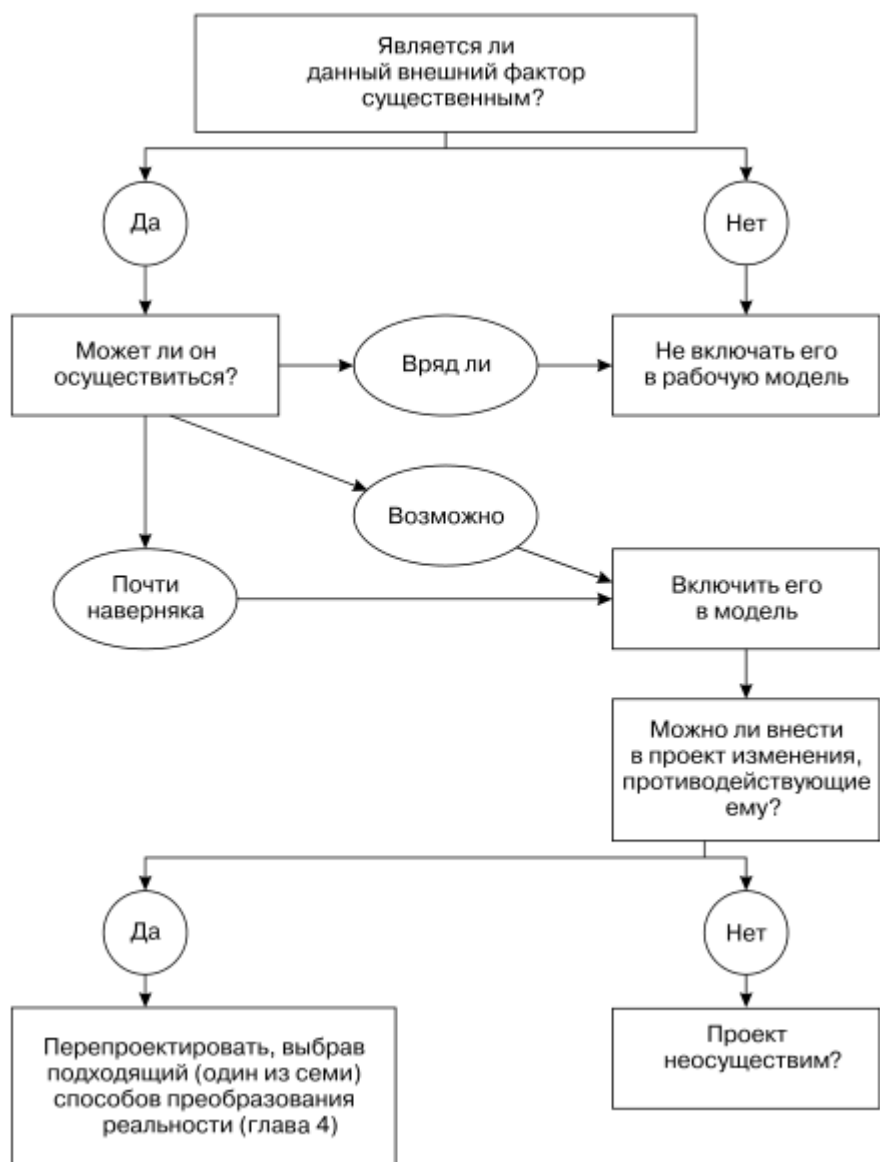 Является ли
данный внешний фактор
существенным?
Да
Нет
Может ли он
осуществиться?
Вряд ли
Не включать его
в рабочую модель
Возможно
Почти
наверняка
Включить его
в модель
Можно ли внести
в проект изменения,
противодействующие
ему?
Да
Нет
Перепроектировать, выбрав
подходящий (один из семи)
способов преобразования
реальности (глава 4)
Проект
неосуществим?